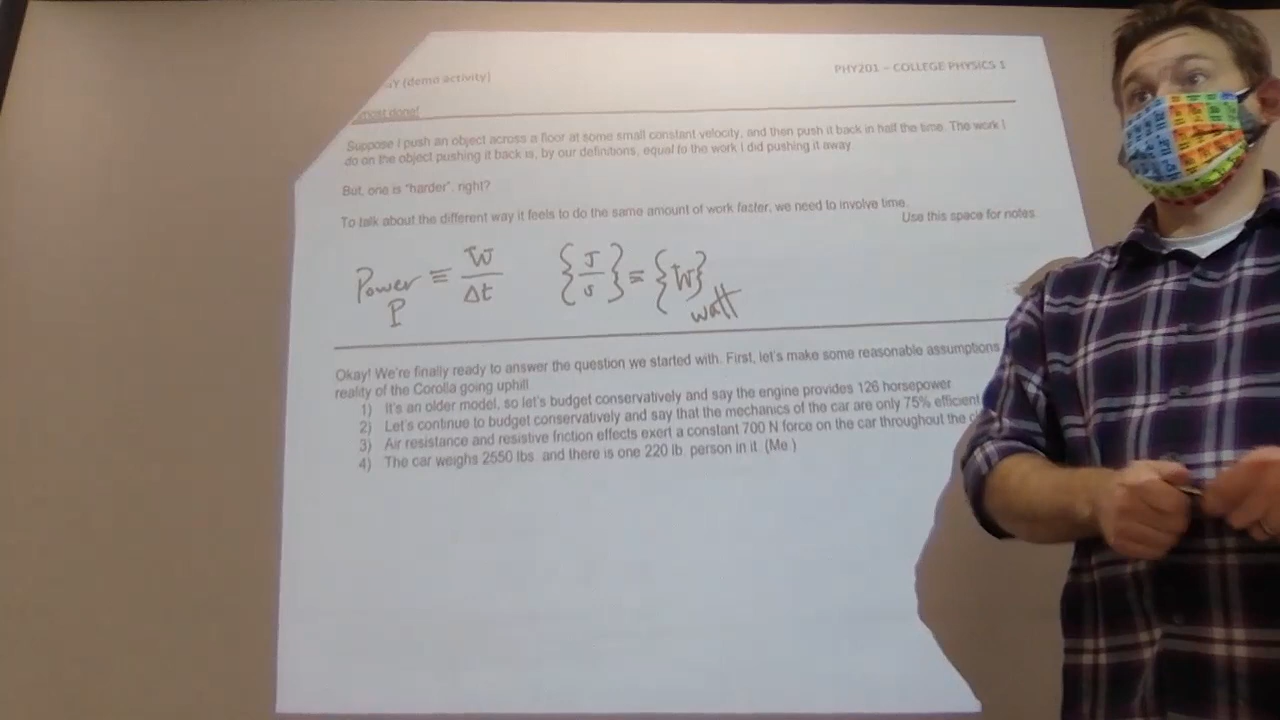 (demo activity)
PHY201 – COLLEGE PHYSICS 1
most done!
Suppose I push an object across a floor at some small constant velocity, and then push it back in half the time. The work I
do on the object pushing it back is, by our definitions, equal to the work I did pushing it away
But, one is "harder", right?
To talk about the different way it feels to do the same amount of work faster, we need to involve time.
Use this space for notes
Power ≡ W/Δt {J/s} ≡ {W}
P watt
Okay! We're finally ready to answer the question we started with. First, let's make some reasonable assumptions
reality of the Corolla going uphill
1) It's an older model, so let's budget conservatively and say the engine provides 126 horsepower
2) Let's continue to budget conservatively and say that the mechanics of the car are only 75% efficient
3) Air resistance and resistive friction effects exert a constant 700 N force on the car throughout the
4) The car weighs 2550 lbs. and there is one 220 lb. person in it. (Me.)